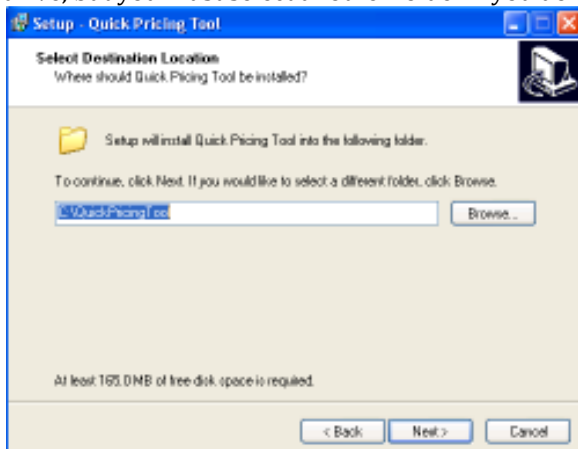 Setup - Quick Pricing Tool
Select Destination Location
Where should Quick Pricing Tool be installed?
Setup will install Quick Pricing Tool into the following folder.
To continue, click Next. If you would like to select a different folder, click Browse.
C:\QuickPricingTool
Browse...
At least 165.0 MB of free disk space is required.
< Back
Next >
Cancel